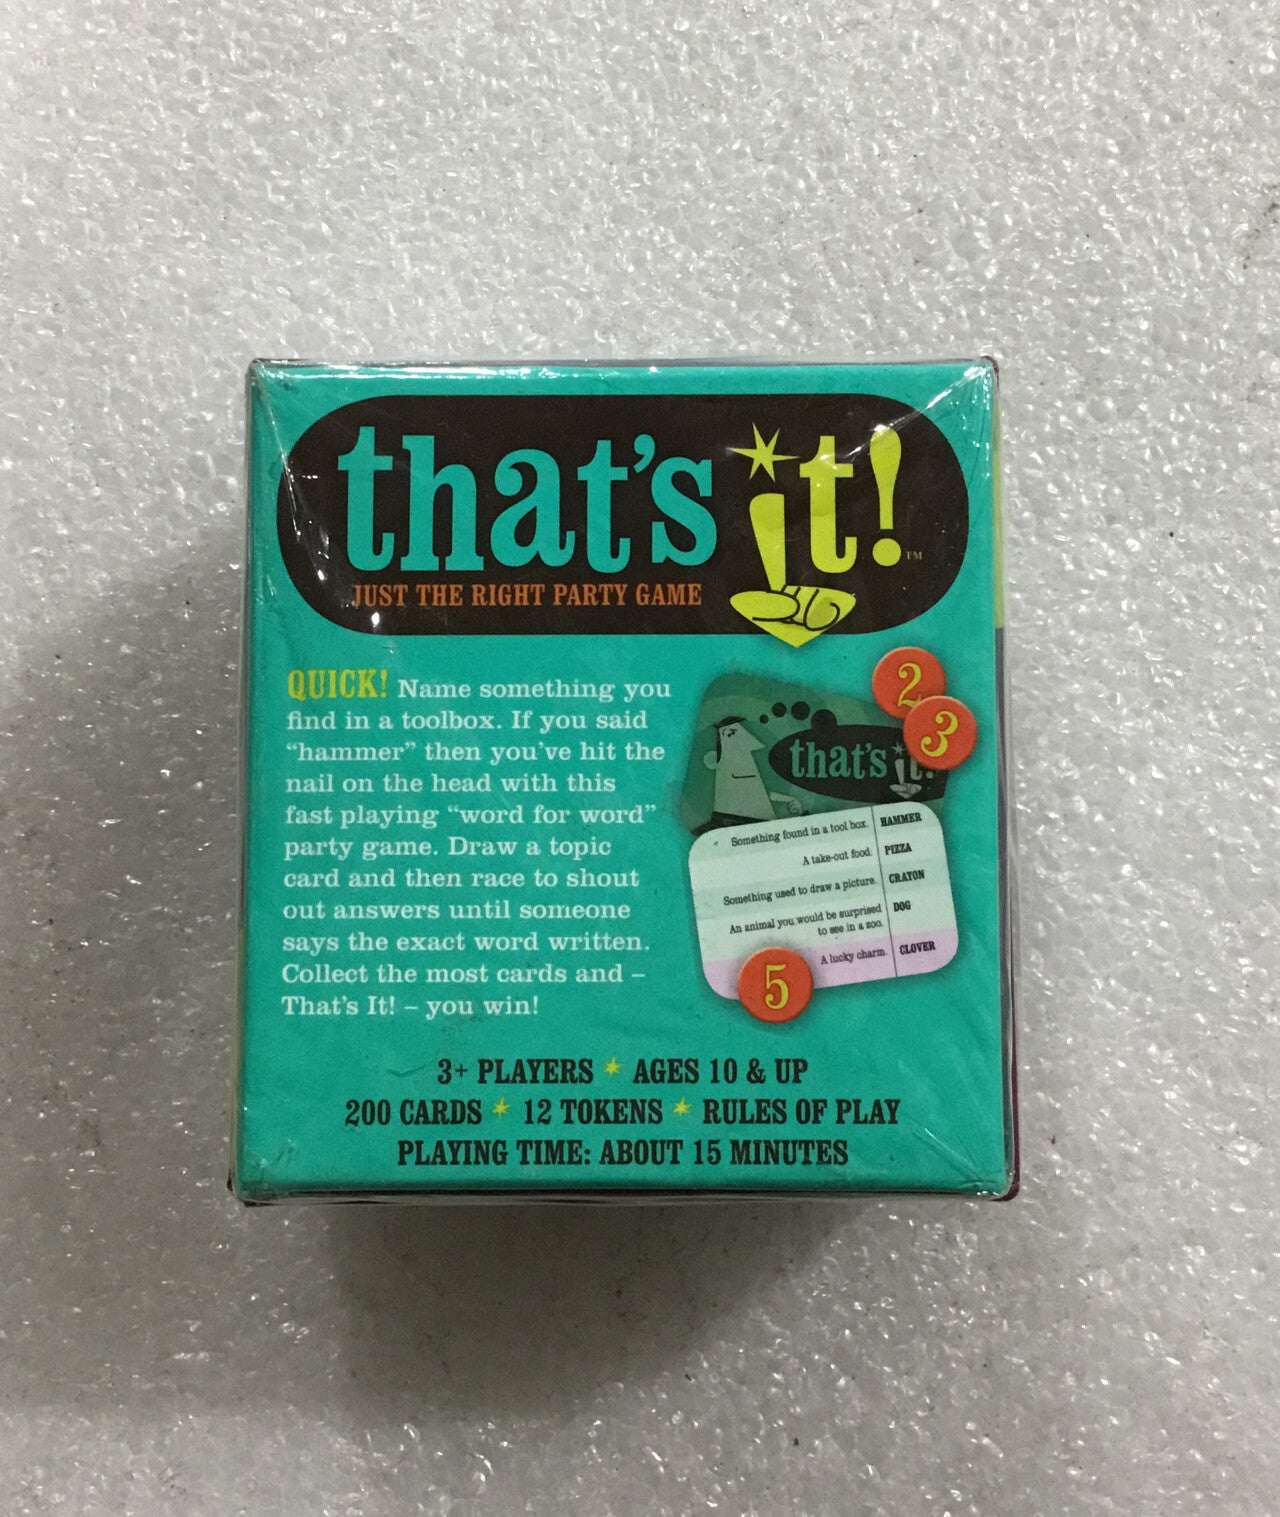 that's it!™
JUST THE RIGHT PARTY GAME
QUICK! Name something you
find in a toolbox. If you said
“hammer” then you’ve hit the
nail on the head with this
fast playing “word for word”
party game. Draw a topic
card and then race to shout
out answers until someone
says the exact word written.
Collect the most cards and –
That’s It! – you win!
2
3
that's it!
Something found in a tool box. HAMMER
A take-out food. PIZZA
Something used to draw a picture. CRAYON
An animal you would be surprised DOG
to see in a zoo.
A lucky charm. CLOVER
5
3+ PLAYERS * AGES 10 & UP
200 CARDS * 12 TOKENS * RULES OF PLAY
PLAYING TIME: ABOUT 15 MINUTES